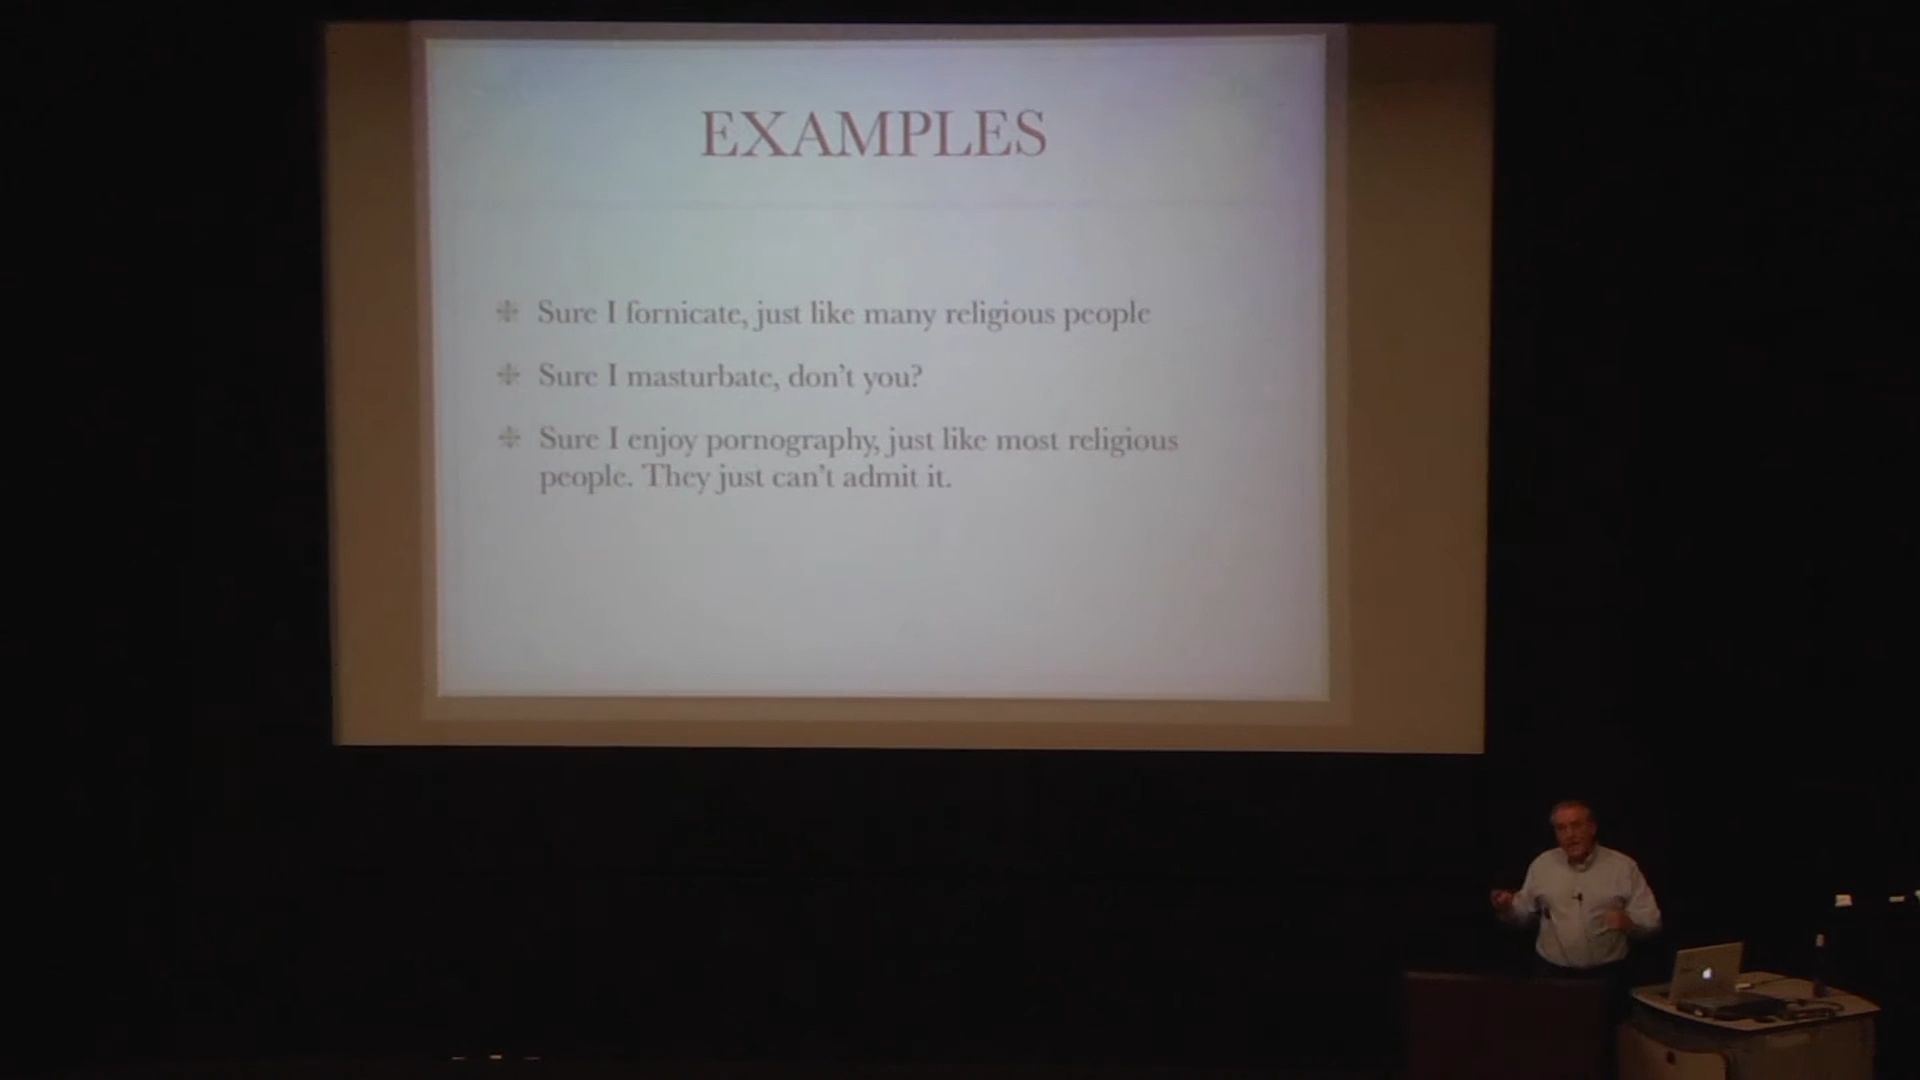 EXAMPLES
Sure I fornicate, just like many religious people
Sure I masturbate, don't you?
Sure I enjoy pornography, just like most religious
people. They just can't admit it.